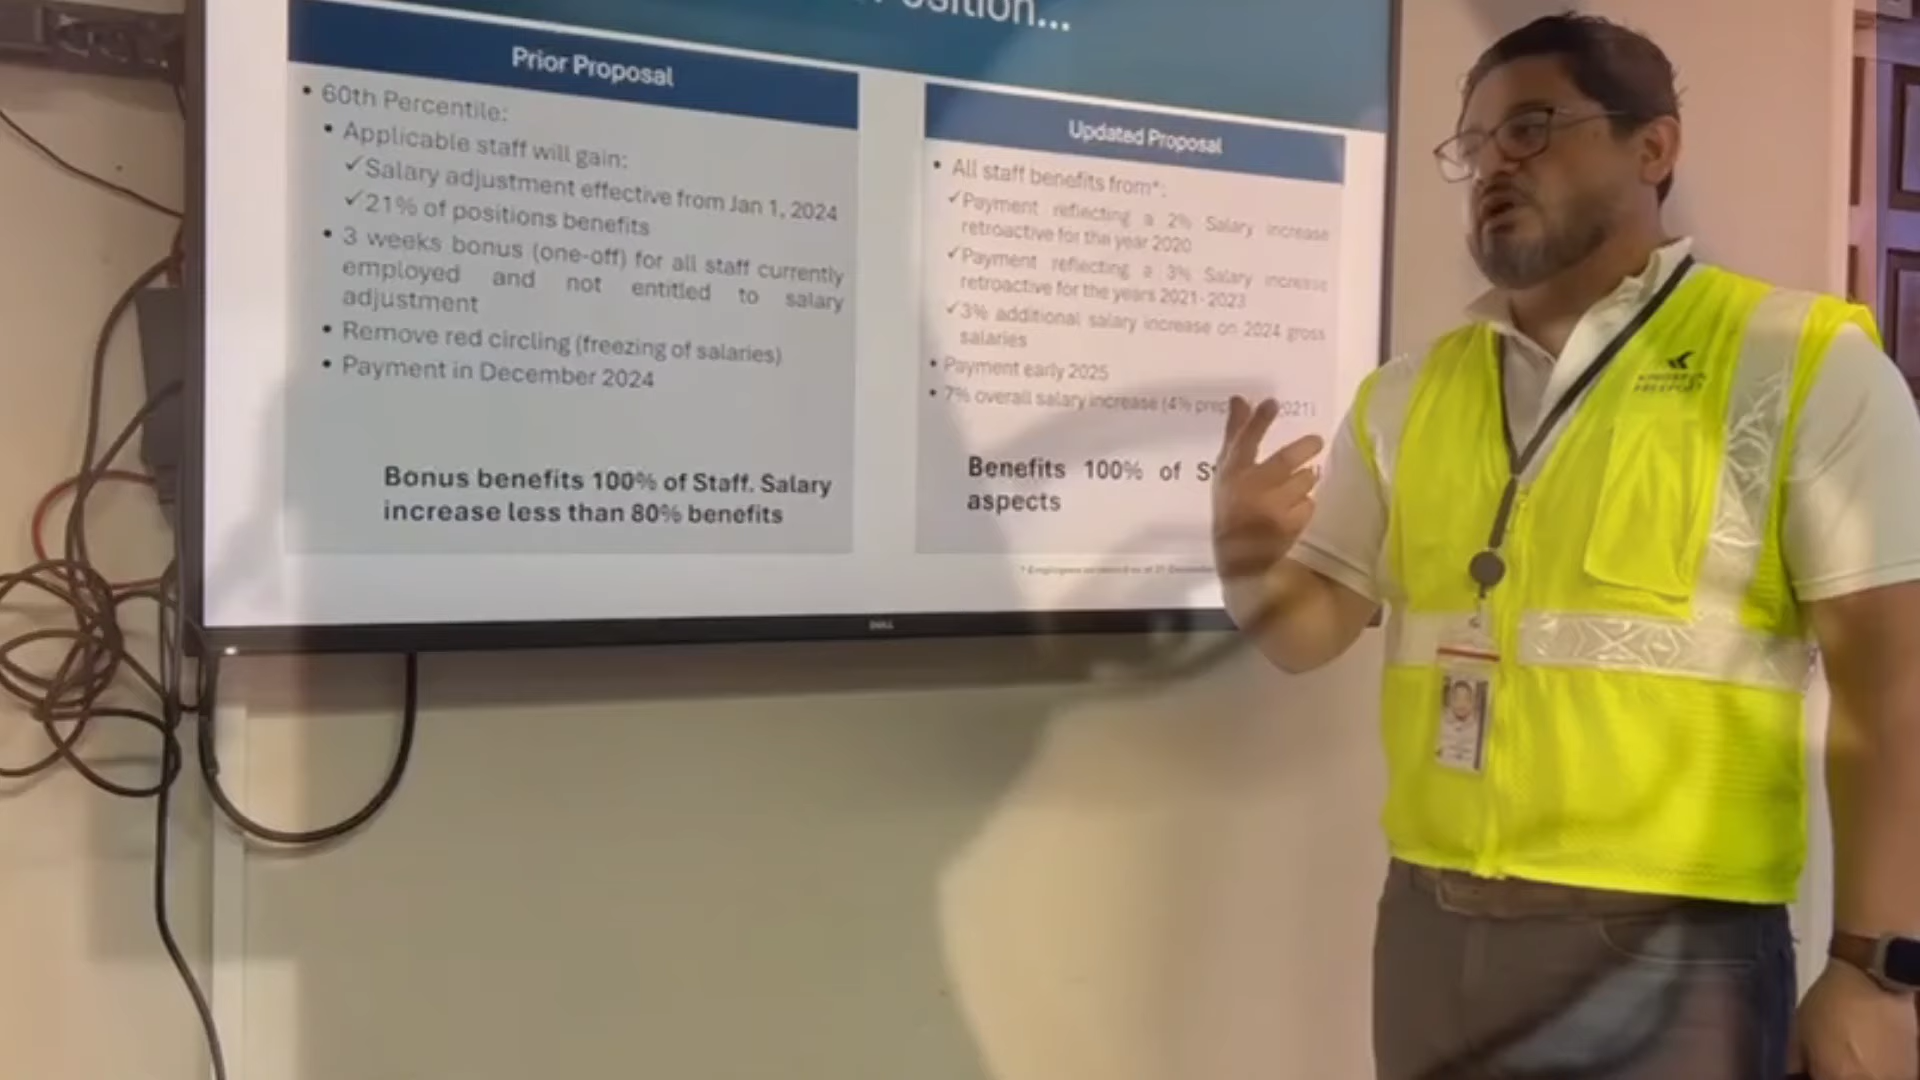 osition...
Prior Proposal
• 60th Percentile:
• Applicable staff will gain:
✓Salary adjustment effective from Jan 1, 2024
✓21% of positions benefits
• 3 weeks bonus (one-off) for all staff currently
employed and not entitled to salary
adjustment
• Remove red circling (freezing of salaries)
• Payment in December 2024
Bonus benefits 100% of Staff. Salary
increase less than 80% benefits
Updated Proposal
• All staff benefits from*:
✓Payment reflecting a 2% Salary increase
retroactive for the year 2020
✓Payment reflecting a 3% Salary increase
retroactive for the years 2021-2023
✓3% additional salary increase on 2024 gross
salaries
• Payment early 2025
• 7% overall salary increase (4% 2021)
Benefits 100% of
aspects
DELL